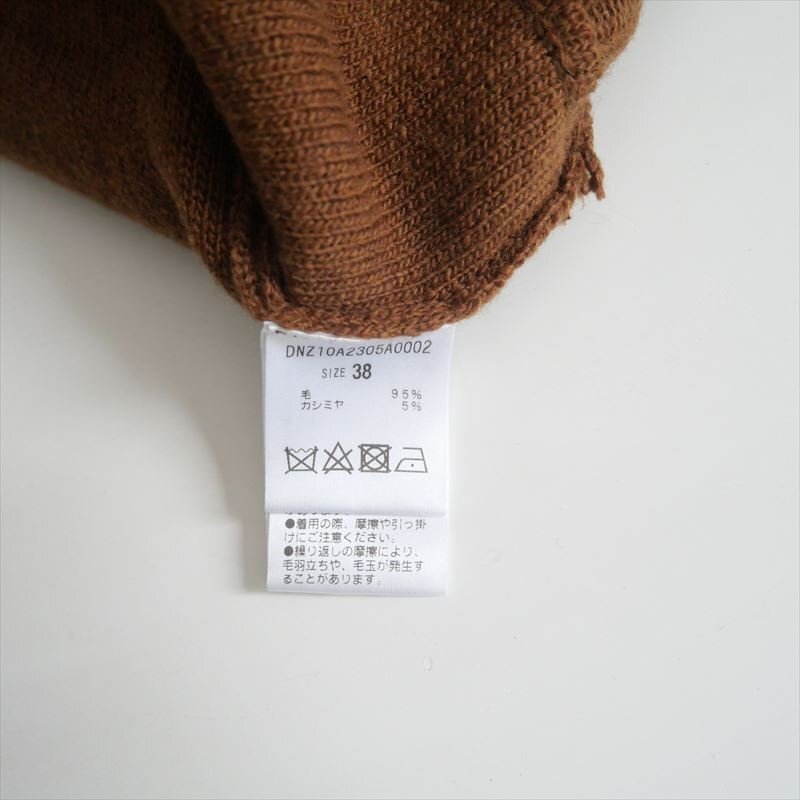 DNZ10A2305A0002
SIZE 38
毛 95%
カシミヤ 5%
●着用の際、摩擦や引っ掛
けにご注意ください。
●繰り返しの摩擦により、
毛羽立ちや、毛玉が発生す
ることがあります。